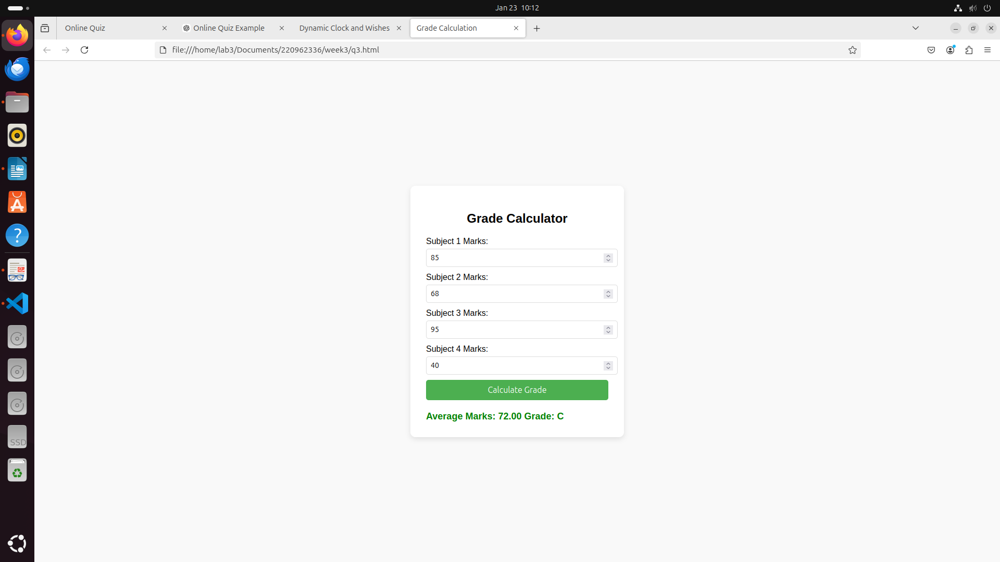 Jan 23 10:12
Online Quiz
Online Quiz Example
Dynamic Clock and Wishes
Grade Calculation
file:///home/lab3/Documents/220962336/week3/q3.html
Grade Calculator
Subject 1 Marks:
85
Subject 2 Marks:
68
Subject 3 Marks:
95
Subject 4 Marks:
40
Calculate Grade
Average Marks: 72.00 Grade: C
?
SSD